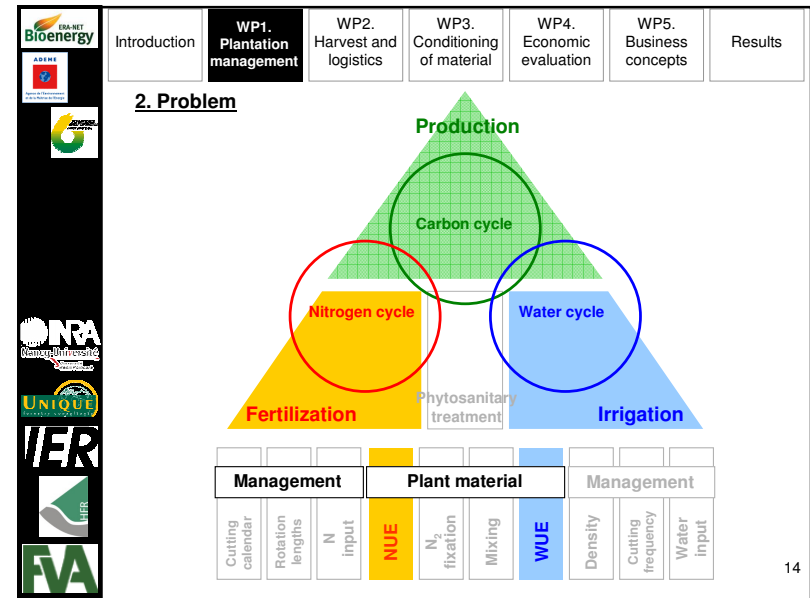 ERA-NET
Bioenergy
ADEME
Introduction
WP1.
Plantation
management
WP2.
Harvest and
logistics
WP3.
Conditioning
of material
WP4.
Economic
evaluation
WP5.
Business
concepts
Results
2. Problem
Production
Carbon cycle
Nitrogen cycle
Water cycle
Phytosanitary
treatment
Fertilization
Irrigation
Management
Plant material
Management
Cutting
calendar
Rotation
lengths
N
input
NUE
N2
fixation
Mixing
WUE
Density
Cutting
frequency
Water
input
INRA
Nancy-Université
UNIQUE
IER
HFR
FVA
14